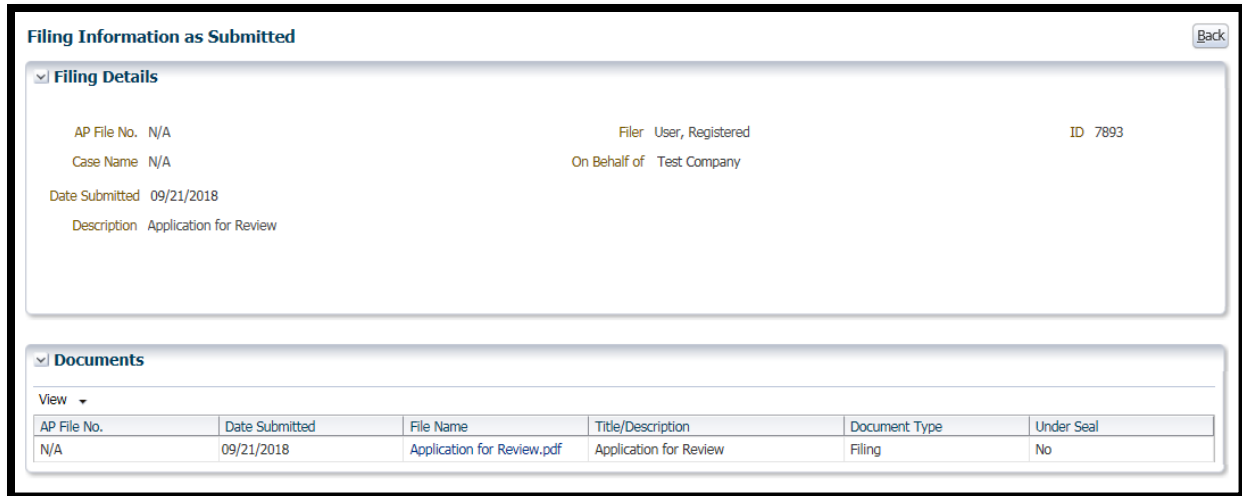 Filing Information as Submitted Back
Filing Details
AP File No. N/A Filer User, Registered ID 7893
Case Name N/A On Behalf of Test Company
Date Submitted 09/21/2018
Description Application for Review
Documents
View
AP File No. Date Submitted File Name Title/Description Document Type Under Seal
N/A 09/21/2018 Application for Review.pdf Application for Review Filing No